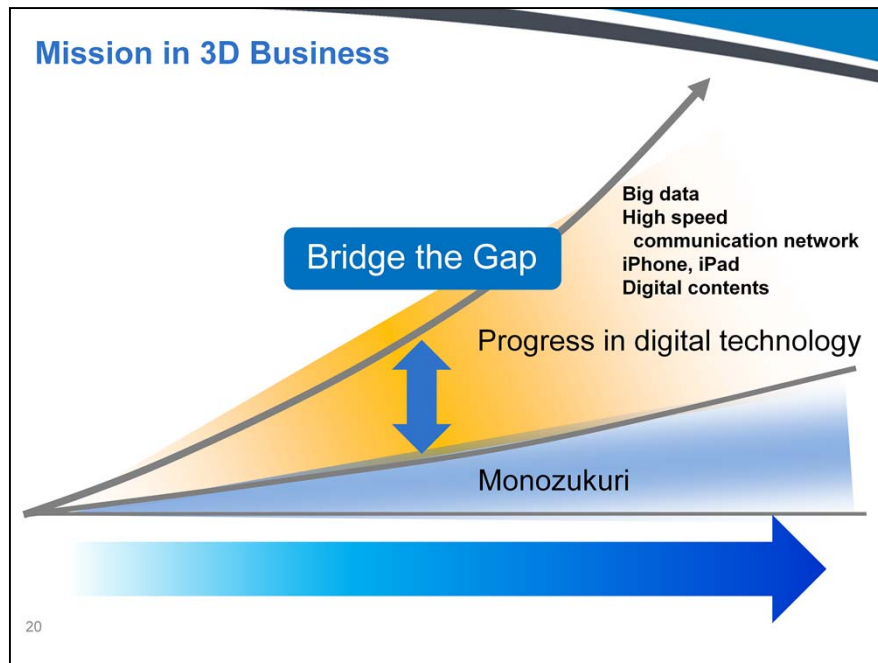 Mission in 3D Business
Big data
High speed
communication network
iPhone, iPad
Digital contents
Bridge the Gap
Progress in digital technology
Monozukuri
20